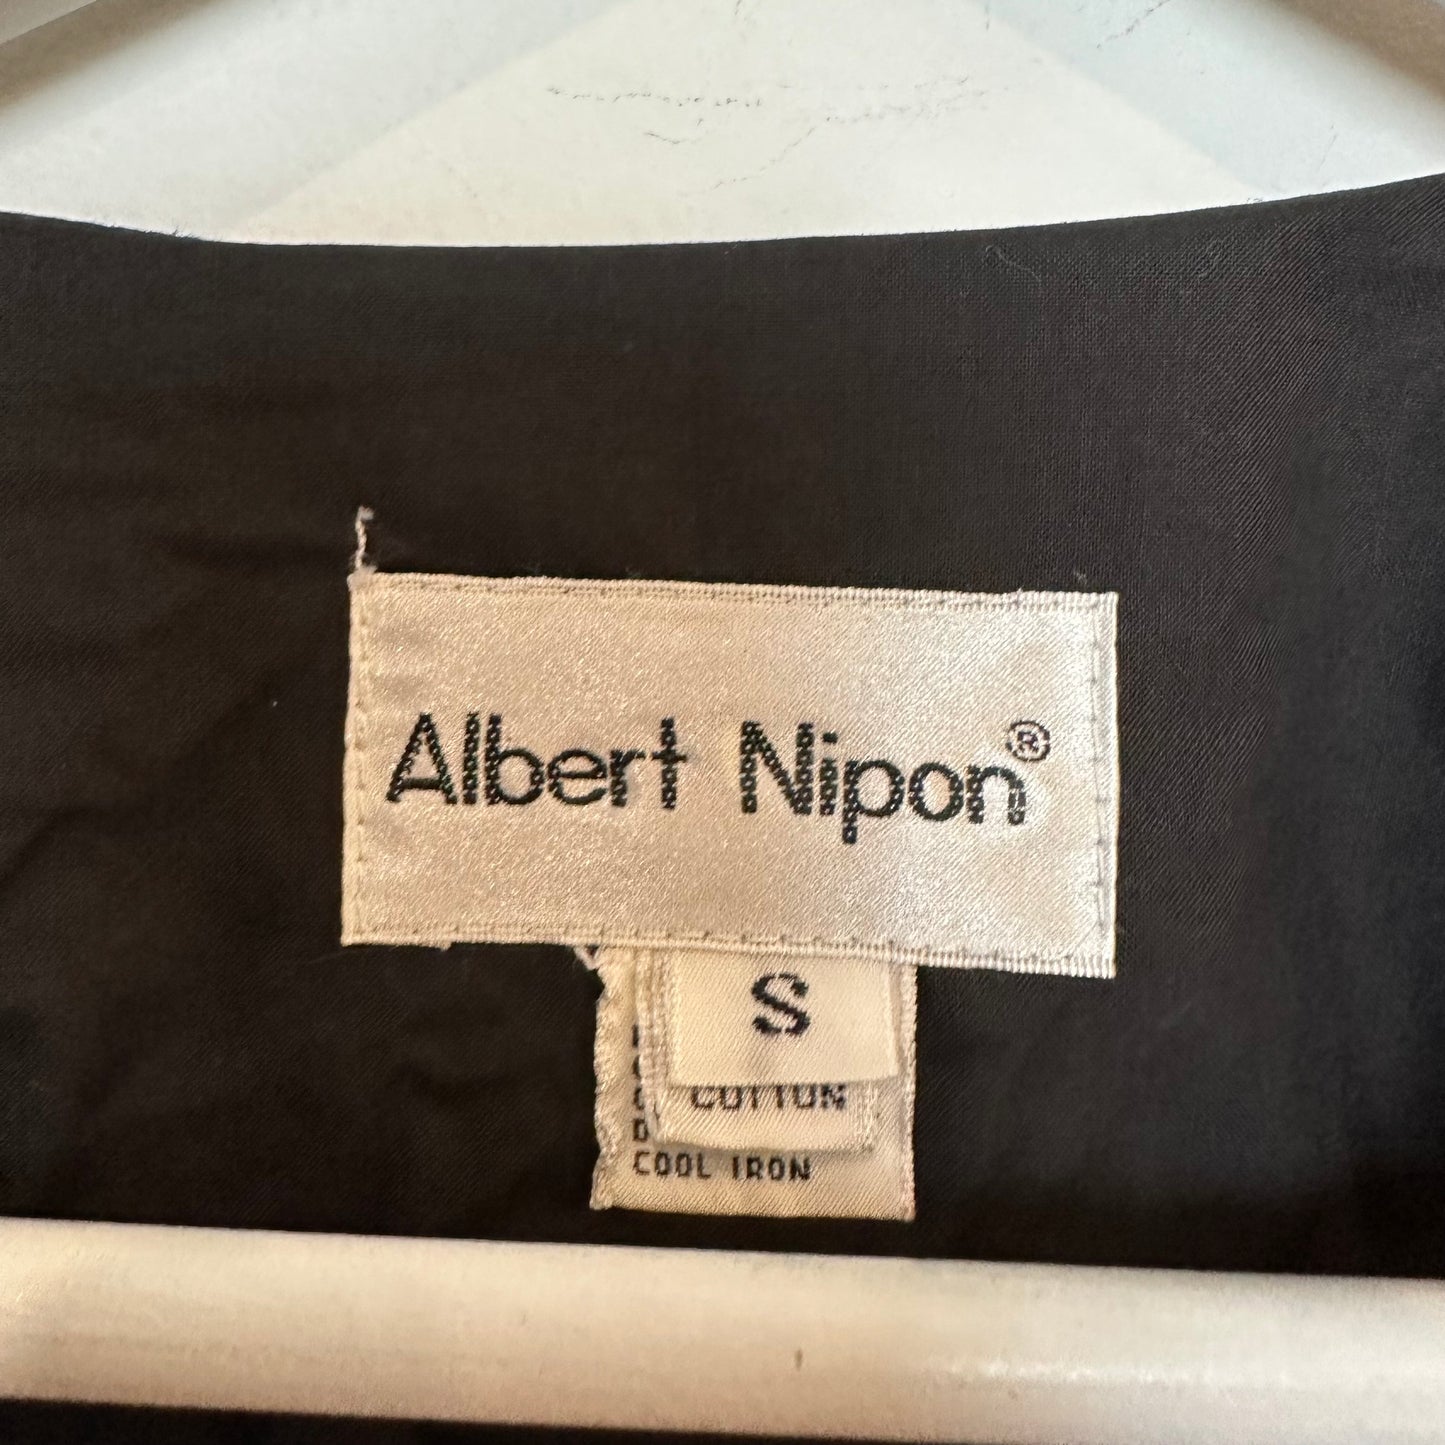 Albert Nipon®
S
COTTON
COOL IRON